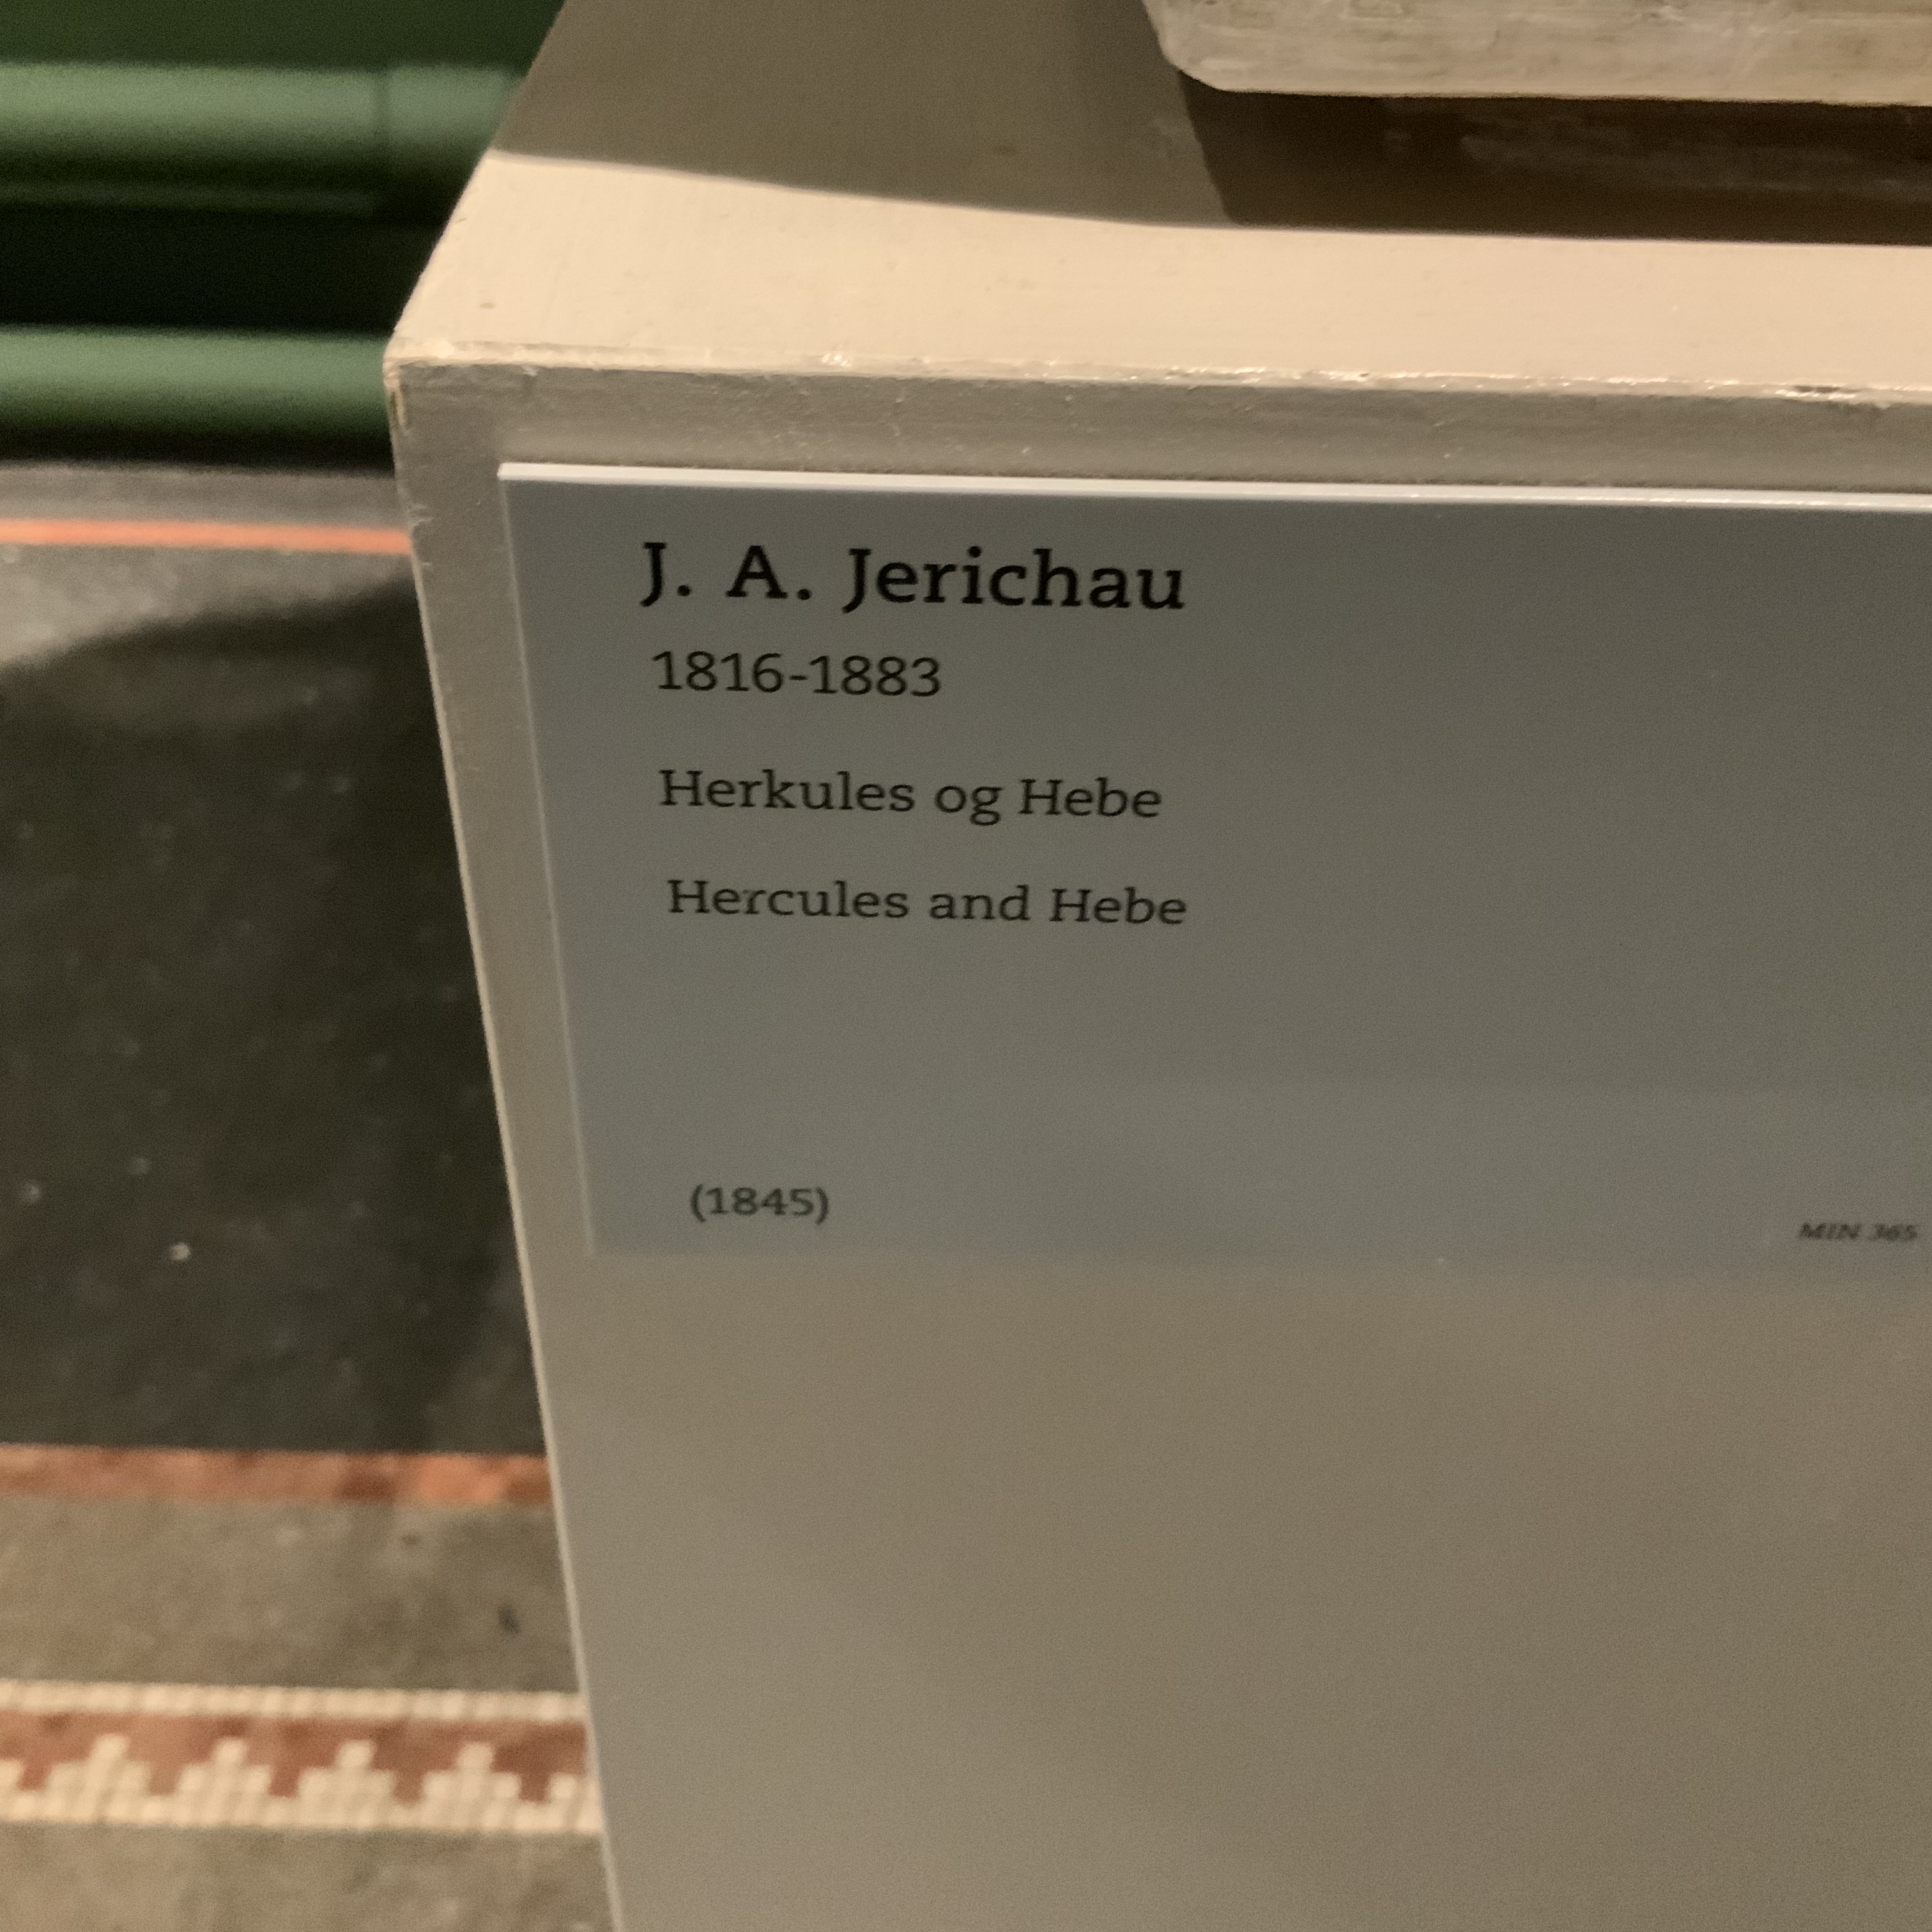 J. A. Jerichau
1816-1883
Herkules og Hebe
Hercules and Hebe
(1845)
MIN 365